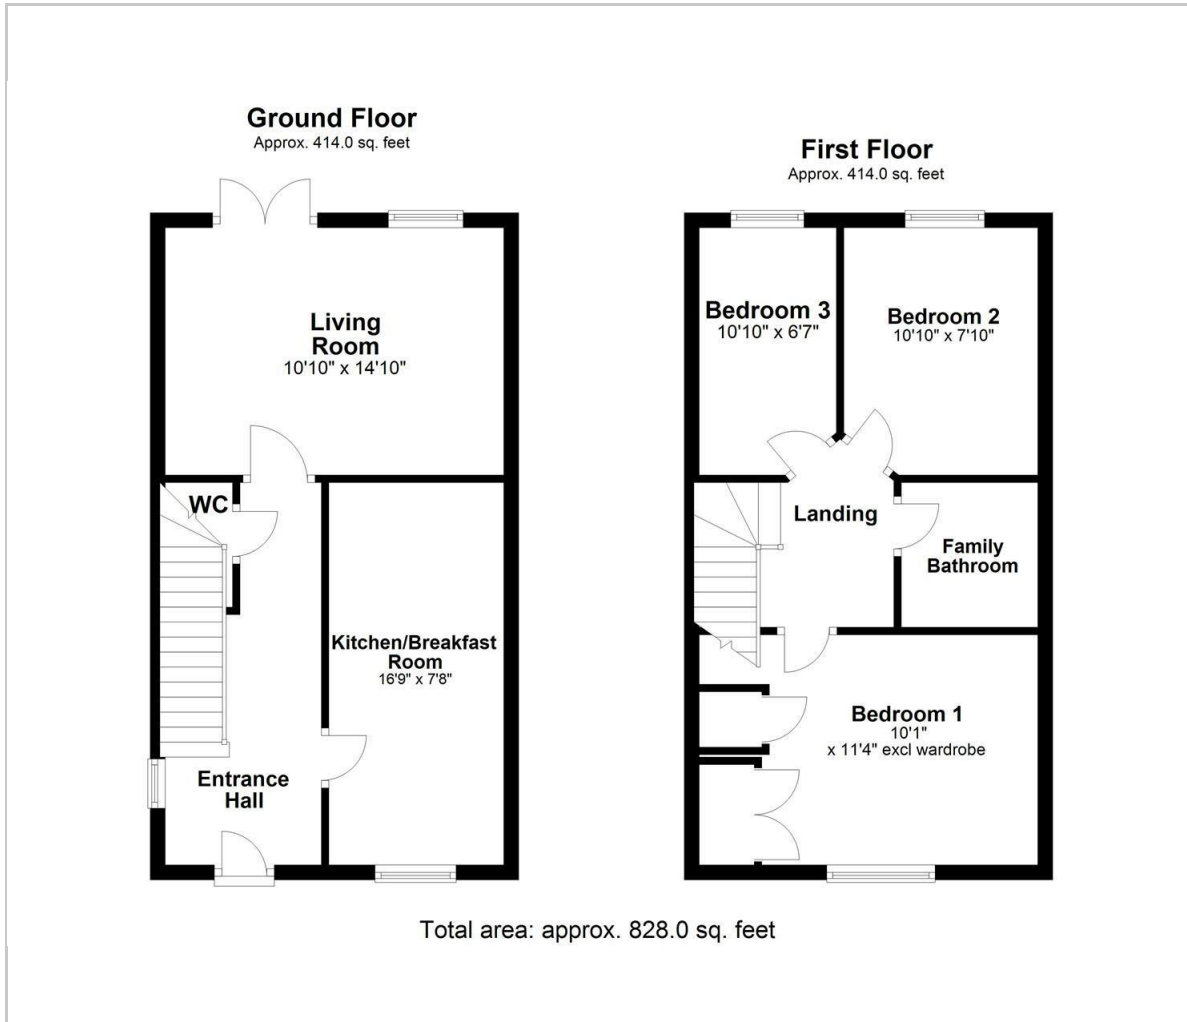 Ground Floor
Approx. 414.0 sq. feet
Living
Room
10'10" x 14'10"
WC
Kitchen/Breakfast
Room
16'9" x 7'8"
Entrance
Hall
First Floor
Approx. 414.0 sq. feet
Bedroom 3
10'10" x 6'7"
Bedroom 2
10'10" x 7'10"
Landing
Family
Bathroom
Bedroom 1
10'1"
x 11'4" excl wardrobe
Total area: approx. 828.0 sq. feet